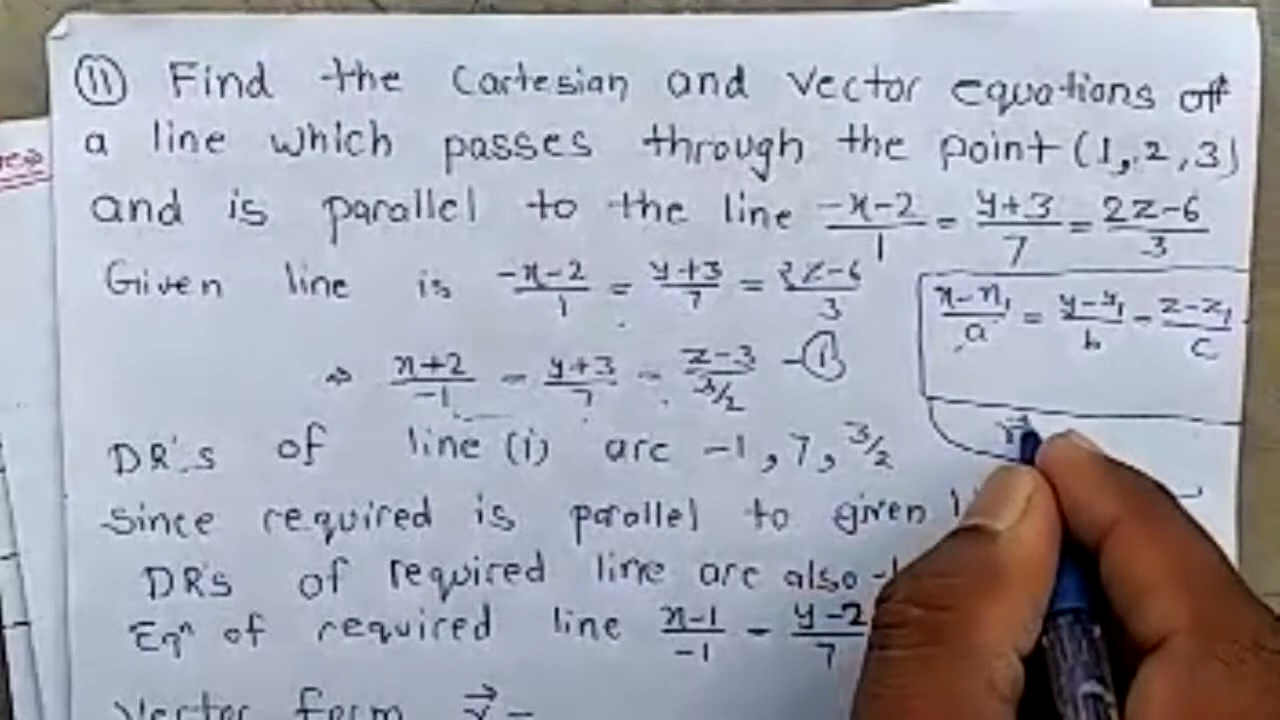 ⑪ Find the Cartesian and vector equations of
a line which passes through the point (1, 2, 3)
and is parallel to the line (-x-2)/1 = (y+3)/7 = (2z-6)/3
Given line is (-x-2)/1 = (y+3)/7 = (2z-6)/3
(x-x₁)/a = (y-y₁)/b = (z-z₁)/c
⇒ (x+2)/-1 = (y+3)/7 = (z-3)/(3/2) -①
DR's of line (i) are -1, 7, 3/2
Since required is parallel to given
DR's of required line are also
Eqⁿ of required line (x-1)/-1 = (y-2)/7
Vector form r⃗ =